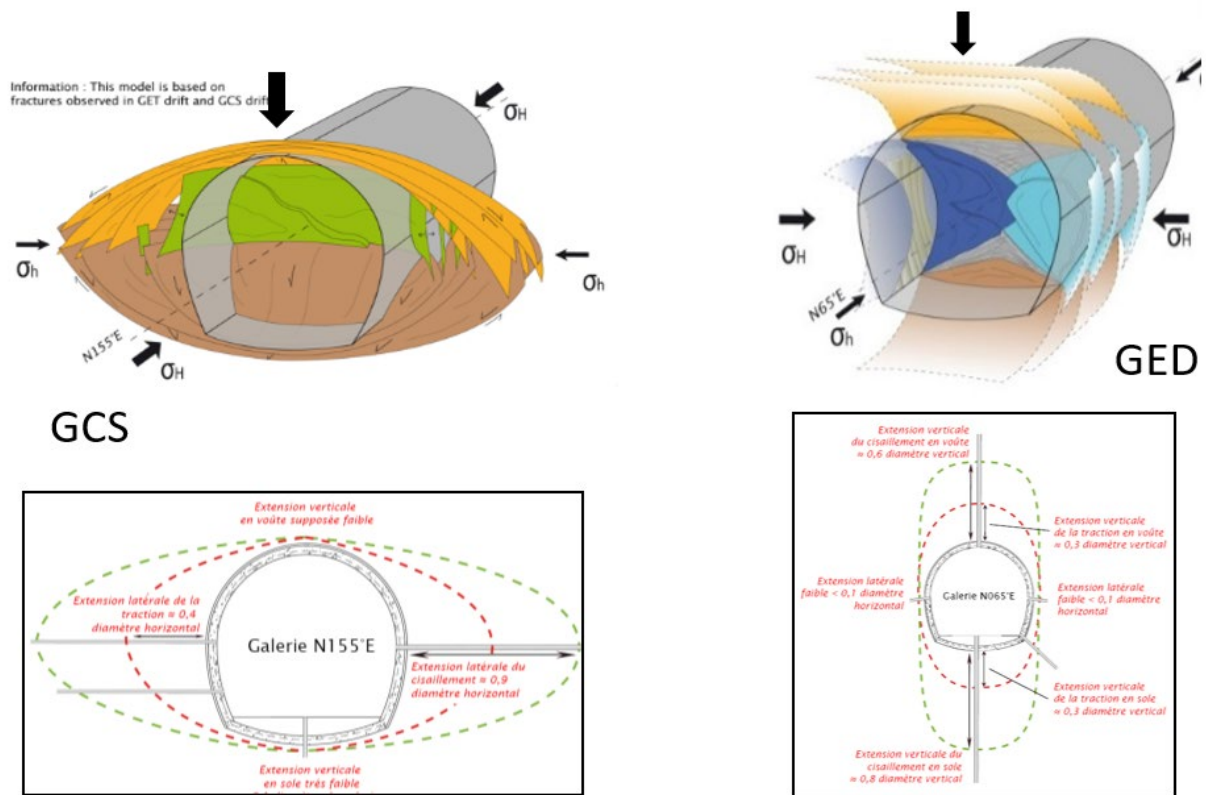 Information : This model is based on
fractures observed in GET drift and GCS drift
σH
σh
σh
N155°E
σH
GCS
σH
σH
N65°E
σh
GED
Extension verticale
en voûte supposée faible
Extension latérale de la
traction ≈ 0,4
diamètre horizontal
Galerie N155°E
Extension latérale du
cisaillement ≈ 0,9
diamètre horizontal
Extension verticale
en sole très faible
Extension verticale
du cisaillement en voûte
≈ 0,6 diamètre vertical
Extension verticale
de la traction en voûte
≈ 0,3 diamètre vertical
Extension latérale
faible < 0,1 diamètre
horizontal
Galerie N065°E
Extension latérale
faible < 0,1 diamètre
horizontal
Extension verticale
de la traction en sole
≈ 0,3 diamètre vertical
Extension verticale du
cisaillement en sole
≈ 0,8 diamètre vertical